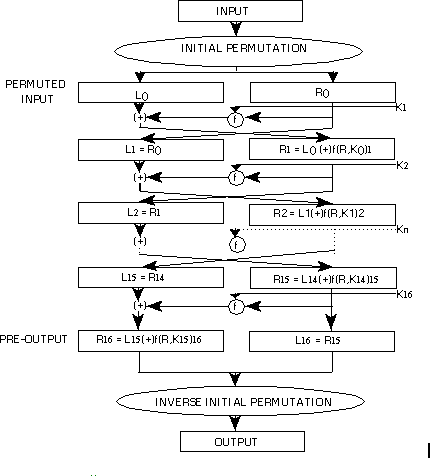 INPUT
INITIAL PERMUTATION
PERMUTED INPUT
L0
R0
K1
(+)
f
L1 = R0
R1 = L0 (+)f(R,K0)1
K2
(+)
f
L2 = R1
R2 = L1(+)f(R,K1)2
Kn
(+)
f
L15 = R14
R15 = L14(+)f(R,K14)15
K16
(+)
f
PRE-OUTPUT
R16 = L15(+)f(R,K15)16
L16 = R15
INVERSE INITIAL PERMUTATION
OUTPUT